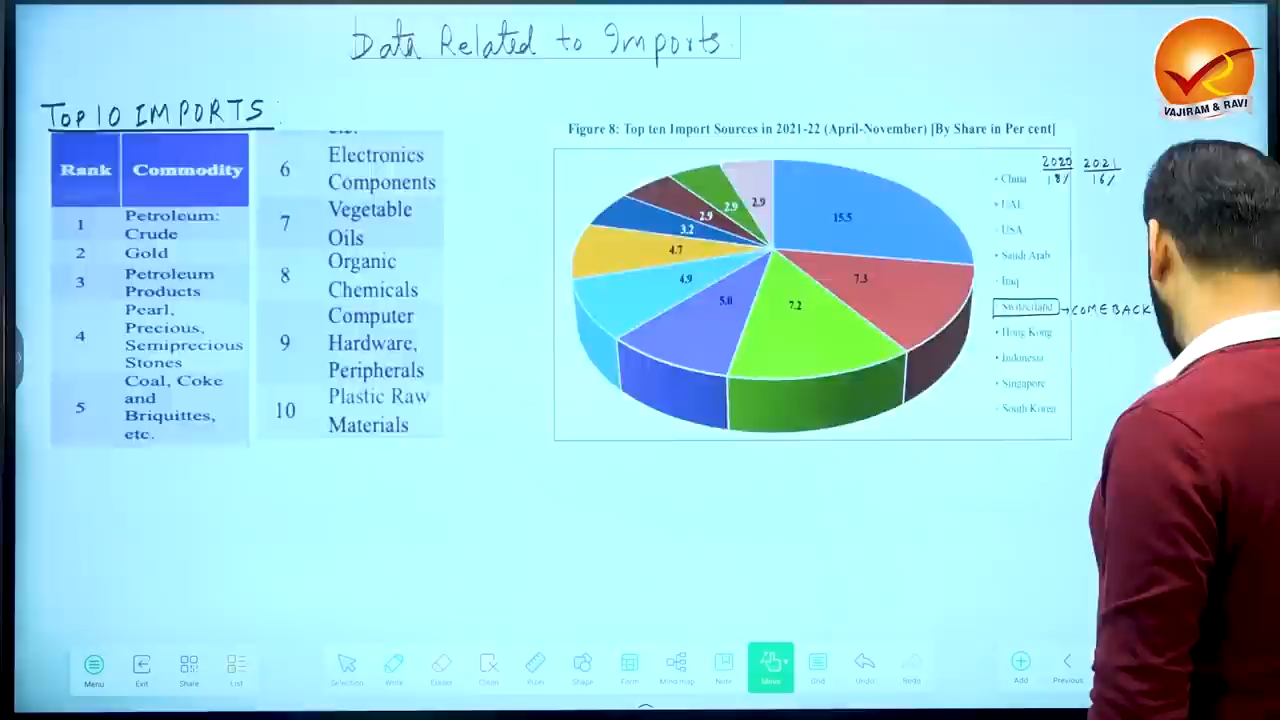 Data Related to Imports.
VAJIRAM & RAVI
TOP 10 IMPORTS :
Rank Commodity
1 Petroleum: Crude
2 Gold
3 Petroleum Products
4 Pearl, Precious, Semiprecious Stones
5 Coal, Coke and Briquittes, etc.
6 Electronics Components
7 Vegetable Oils
8 Organic Chemicals
9 Computer Hardware, Peripherals
10 Plastic Raw Materials
Figure 8: Top ten Import Sources in 2021-22 (April-November) [By Share in Per cent]
15.5
7.3
7.2
5.0
4.9
4.7
3.2
2.9
2.9
2.9
2020 2021
China 18% 16%
UAE
USA
Saudi Arab
Iraq
Switzerland → COMEBACK
Hong Kong
Indonesia
Singapore
South Korea
Menu Exit Share List Selection Write Eraser Clean Ruler Shape Form Mind map Note Move Grid Undo Redo Add Previous